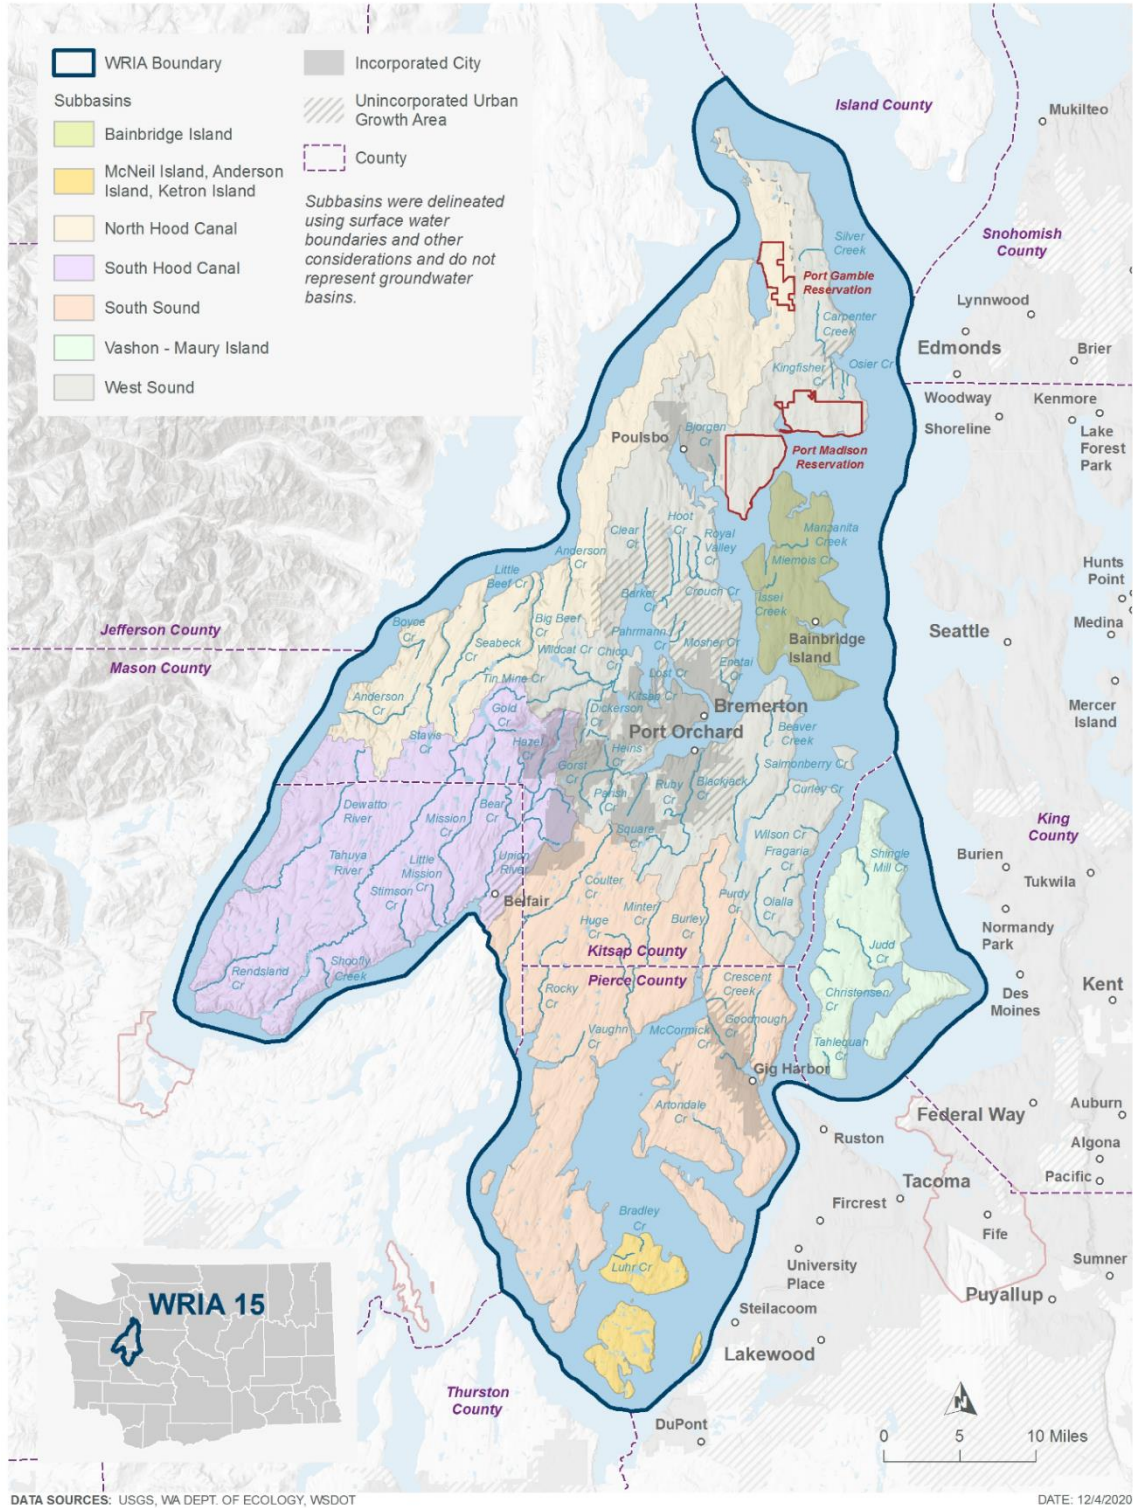 WRIA Boundary
Subbasins
Bainbridge Island
McNeil Island, Anderson
Island, Ketron Island
North Hood Canal
South Hood Canal
South Sound
Vashon - Maury Island
West Sound
Incorporated City
Unincorporated Urban
Growth Area
County
Subbasins were delineated
using surface water
boundaries and other
considerations and do not
represent groundwater
basins.
Island County
Mukilteo
Snohomish
County
Silver
Creek
Port Gamble
Reservation
Lynnwood
Carpenter
Creek
Edmonds
Brier
Kingfisher
Cr
Osier Cr
Woodway
Kenmore
Shoreline
Lake
Forest
Park
Poulsbo
Bjorgen
Cr
Port Madison
Reservation
Hoot
Cr
Clear
Cr
Royal
Valley
Cr
Manzanita
Creek
Anderson
Cr
Miemois Cr
Little
Beef Cr
Hunts
Point
Barker
Cr
Crouch Cr
Issei
Creek
Boyce
Cr
Big Beef
Cr
Pahrmann
Cr
Medina
Jefferson County
Mason County
Seabeck
Cr
Wildcat Cr
Chico
Cr
Mosher Cr
Bainbridge
Island
Seattle
Enetai
Cr
Lost Cr
Tin Mine Cr
Kitsap Cr
Anderson
Cr
Gold
Cr
Dickerson
Cr
Bremerton
Mercer
Island
Stavis
Cr
Hazel
Cr
Port Orchard
Beaver
Creek
Heins
Cr
Gorst
Cr
Salmonberry Cr
Parish
Cr
Ruby
Cr
Blackjack
Cr
Curley Cr
Dewatto
River
Bear
Cr
Mission
Cr
Square
Cr
Wilson Cr
King
County
Tahuya
River
Little
Mission
Cr
Union
River
Fragaria
Cr
Shingle
Mill Cr
Burien
Tukwila
Stimson
Cr
Belfair
Coulter
Cr
Minter
Cr
Purdy
Cr
Olalla
Cr
Huge
Cr
Burley
Cr
Normandy
Park
Judd
Cr
Kitsap County
Pierce County
Rendsland
Cr
Shoofly
Creek
Rocky
Cr
Crescent
Creek
Christensen
Cr
Des
Moines
Kent
Vaughn
Cr
McCormick
Cr
Goodnough
Cr
Tahlequah
Cr
Gig Harbor
Artondale
Cr
Federal Way
Auburn
Ruston
Algona
Pacific
Tacoma
Fircrest
Fife
Bradley
Cr
Luhr Cr
University
Place
Sumner
Puyallup
Steilacoom
Lakewood
WRIA 15
Thurston
County
DuPont
N
0 5 10 Miles
DATA SOURCES: USGS, WA DEPT. OF ECOLOGY, WSDOT
DATE: 12/4/2020